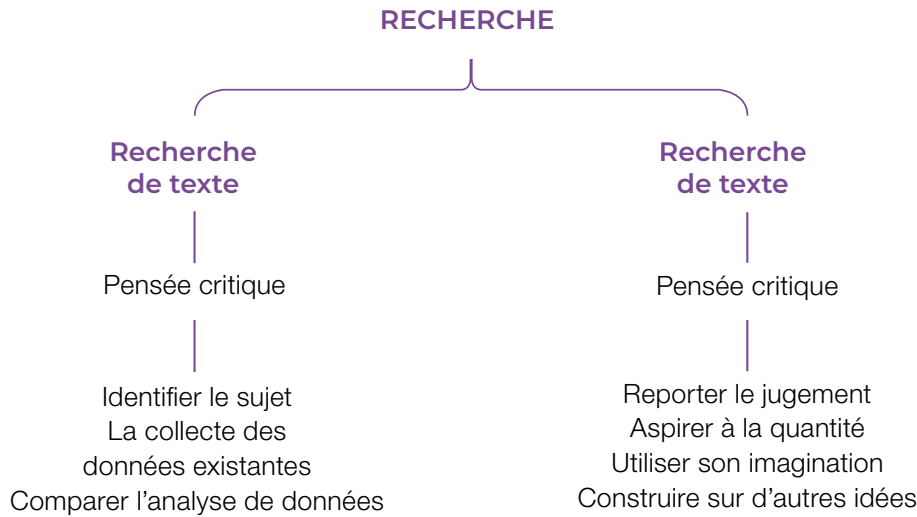 RECHERCHE
Recherche
de texte
Pensée critique
Identifier le sujet
La collecte des
données existantes
Comparer l’analyse de données
Recherche
de texte
Pensée critique
Reporter le jugement
Aspirer à la quantité
Utiliser son imagination
Construire sur d’autres idées